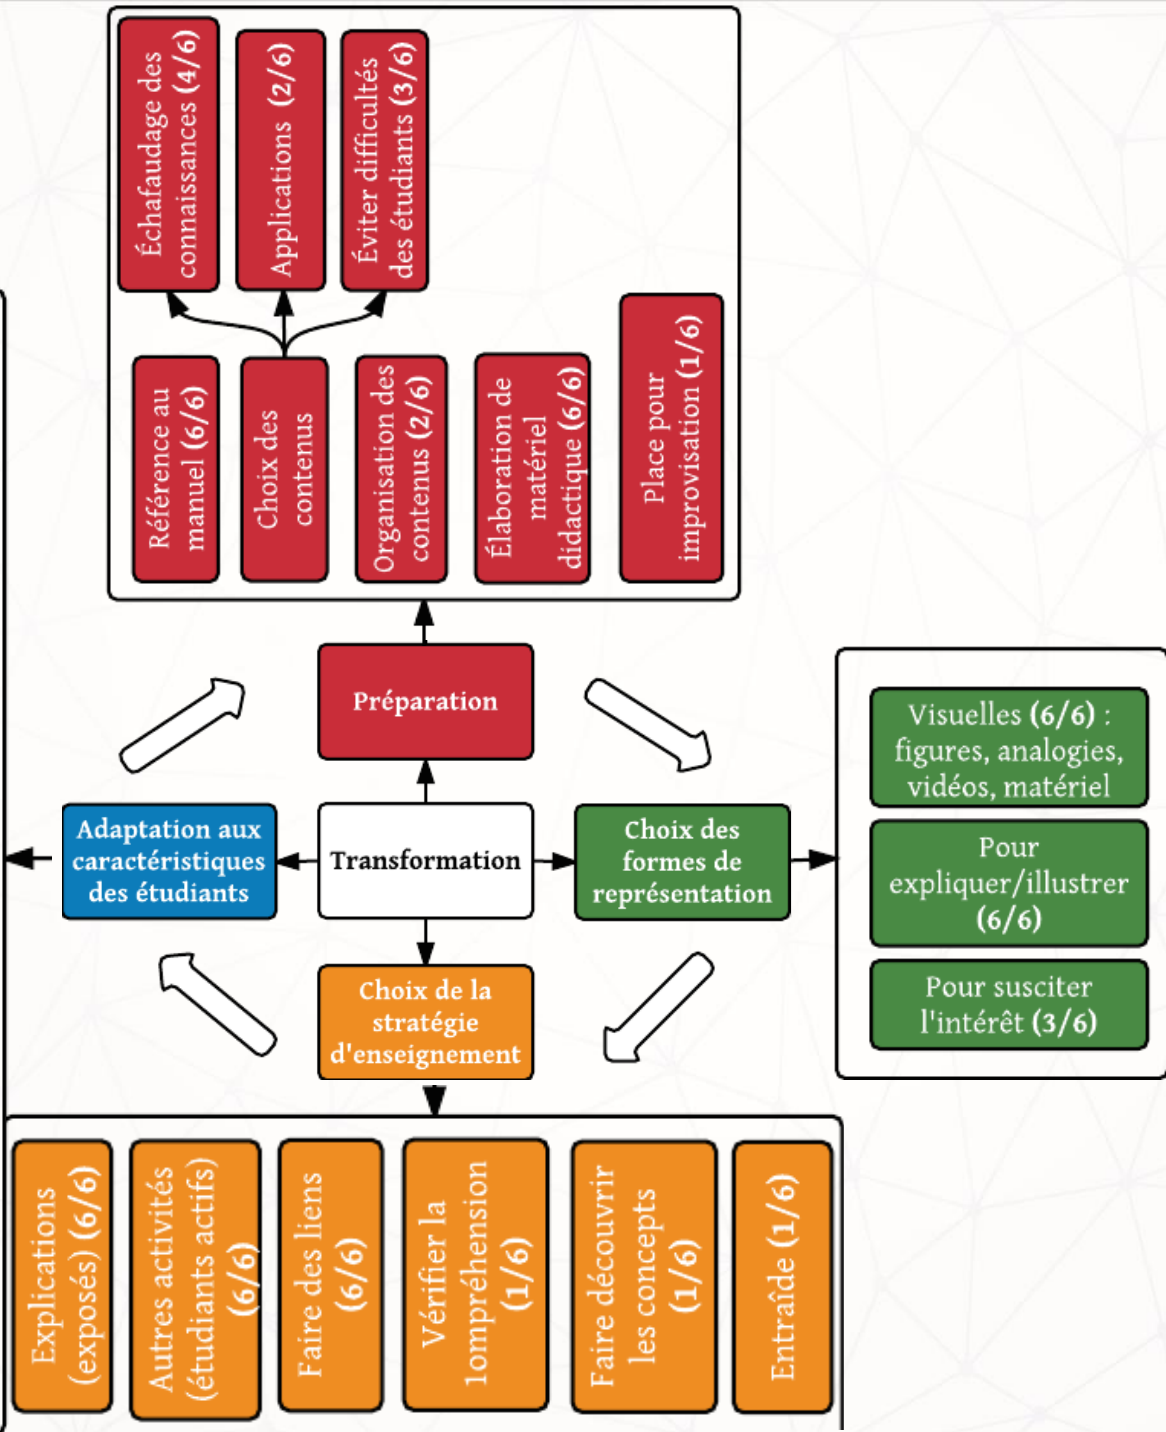 Échafaudage des
connaissances (4/6)
Applications (2/6)
Éviter difficultés
des étudiants (3/6)
Référence au
manuel (6/6)
Choix des
contenus
Organisation des
contenus (2/6)
Élaboration de
matériel
didactique (6/6)
Place pour
improvisation (1/6)
Préparation
Adaptation aux
caractéristiques
des étudiants
Transformation
Choix des
formes de
représentation
Visuelles (6/6) :
figures, analogies,
vidéos, matériel
Pour
expliquer/illustrer
(6/6)
Pour susciter
l'intérêt (3/6)
Choix de la
stratégie
d'enseignement
Explications
(exposés) (6/6)
Autres activités
(étudiants actifs)
(6/6)
Faire des liens
(6/6)
Vérifier la
1ompréhension
(1/6)
Faire découvrir
les concepts
(1/6)
Entraîde (1/6)